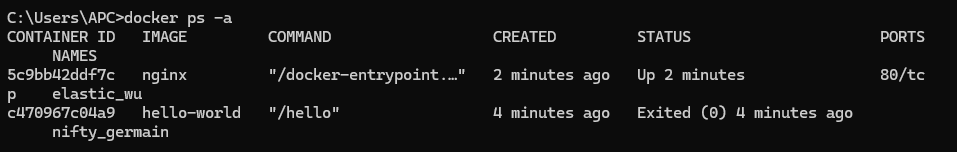 C:\Users\APC>docker ps -a
CONTAINER ID   IMAGE         COMMAND                  CREATED         STATUS                     PORTS
     NAMES
5c9bb42ddf7c   nginx         "/docker-entrypoint.…"   2 minutes ago   Up 2 minutes               80/tc
p    elastic_wu
c470967c04a9   hello-world   "/hello"                 4 minutes ago   Exited (0) 4 minutes ago
     nifty_germain